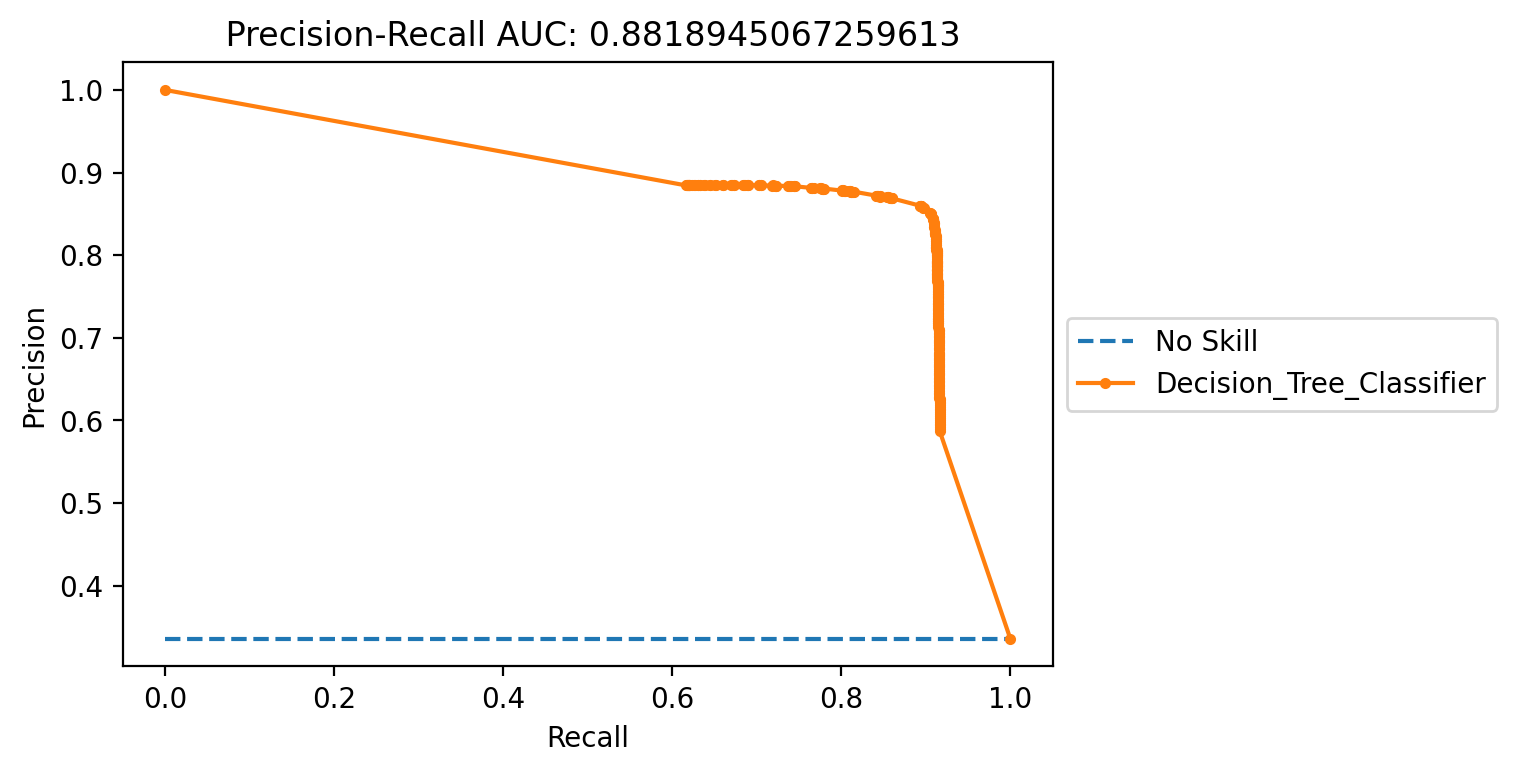 Precision-Recall AUC: 0.8818945067259613
1.0
0.9
0.8
0.7
0.6
0.5
0.4
Precision
0.0 0.2 0.4 0.6 0.8 1.0
Recall
No Skill
Decision_Tree_Classifier